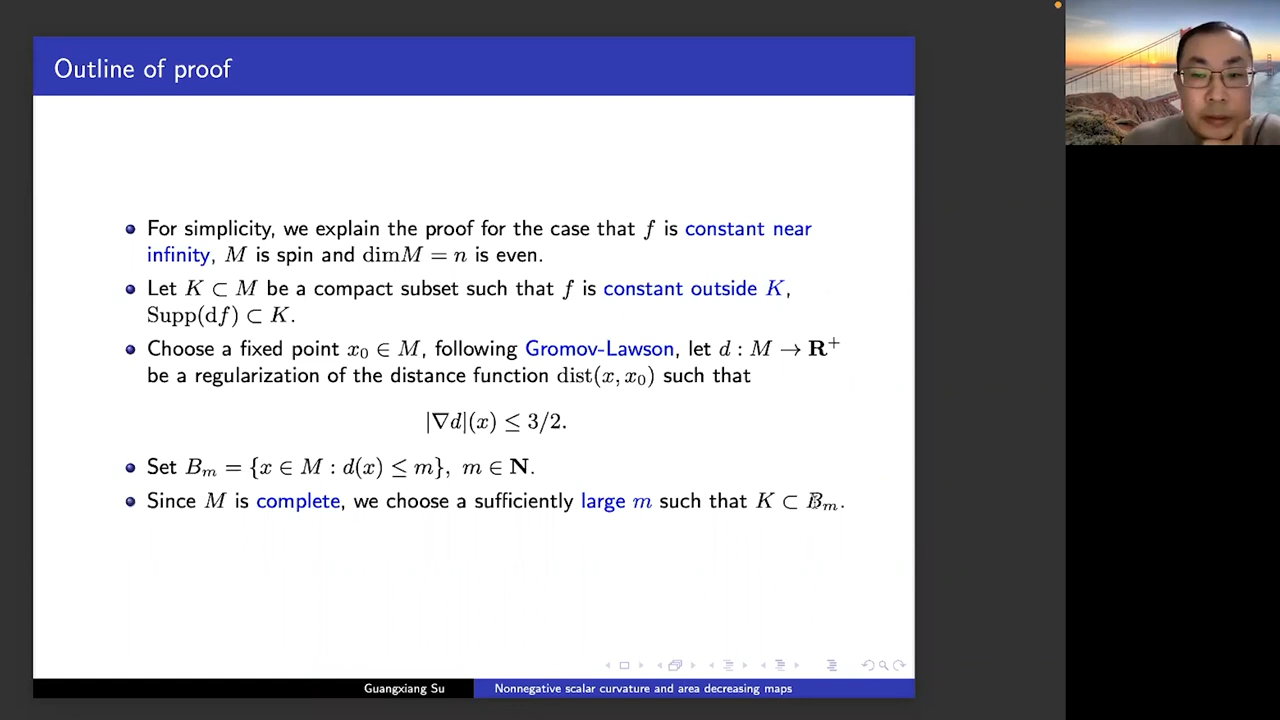 Outline of proof
For simplicity, we explain the proof for the case that f is constant near
infinity, M is spin and dimM = n is even.
Let K ⊂ M be a compact subset such that f is constant outside K,
Supp(df) ⊂ K.
Choose a fixed point x₀ ∈ M, following Gromov-Lawson, let d : M → R⁺
be a regularization of the distance function dist(x, x₀) such that
|∇d|(x) ≤ 3/2.
Set Bₘ = {x ∈ M : d(x) ≤ m}, m ∈ N.
Since M is complete, we choose a sufficiently large m such that K ⊂ Bₘ.
Guangxiang Su Nonnegative scalar curvature and area decreasing maps